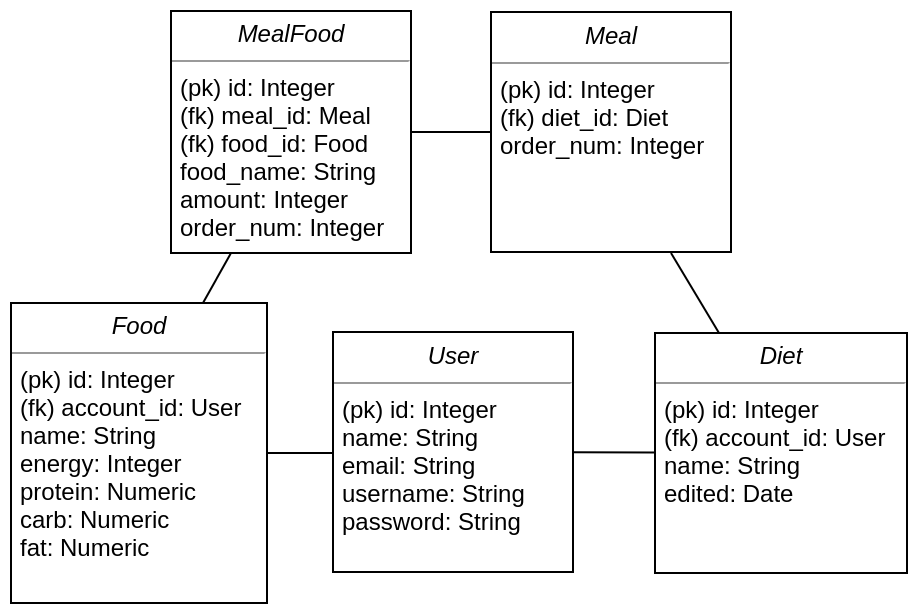 MealFood
(pk) id: Integer
(fk) meal_id: Meal
(fk) food_id: Food
food_name: String
amount: Integer
order_num: Integer
Meal
(pk) id: Integer
(fk) diet_id: Diet
order_num: Integer
Food
(pk) id: Integer
(fk) account_id: User
name: String
energy: Integer
protein: Numeric
carb: Numeric
fat: Numeric
User
(pk) id: Integer
name: String
email: String
username: String
password: String
Diet
(pk) id: Integer
(fk) account_id: User
name: String
edited: Date